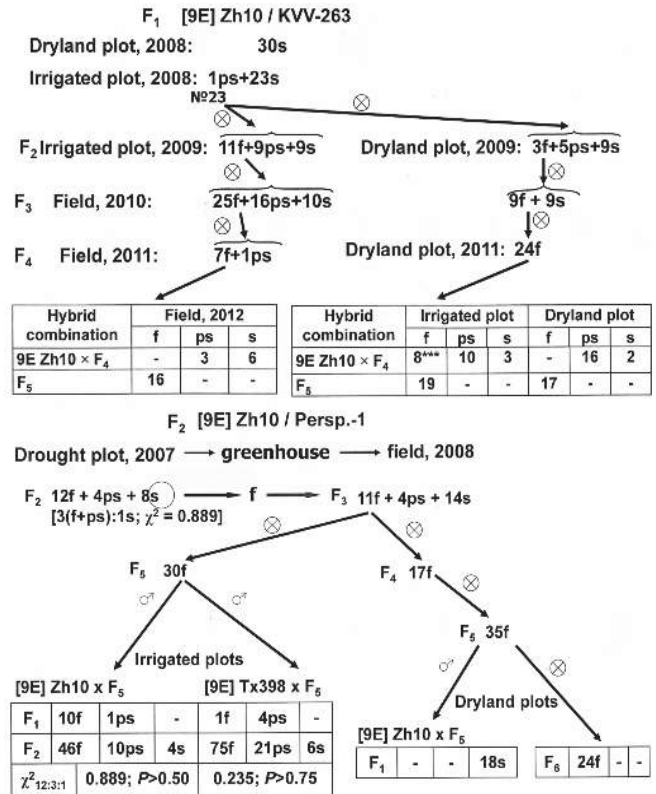 F1 [9E] Zh10 / KVV-263
Dryland plot, 2008: 30s
Irrigated plot, 2008: 1ps+23s
№23
F2 Irrigated plot, 2009: 11f+9ps+9s Dryland plot, 2009: 3f+5ps+9s
F3 Field, 2010: 25f+16ps+10s 9f + 9s
F4 Field, 2011: 7f+1ps Dryland plot, 2011: 24f
Hybrid combination Field, 2012
f ps s
9E Zh10 × F4 - 3 6
F5 16 - -
Hybrid combination Irrigated plot Dryland plot
f ps s f ps s
9E Zh10 × F4 8*** 10 3 - 16 2
F5 19 - - 17 - -
F2 [9E] Zh10 / Persp.-1
Drought plot, 2007 → greenhouse → field, 2008
F2 12f + 4ps + 8s → f → F3 11f + 4ps + 14s
[3(f+ps):1s; χ² = 0.889]
F5 30f F4 17f
♂ ♂
F5 35f
Irrigated plots ♂
Dryland plots
[9E] Zh10 x F5 [9E] Tx398 x F5
F1 10f 1ps - 1f 4ps -
F2 46f 10ps 4s 75f 21ps 6s
χ²12:3:1 0.889; P>0.50 0.235; P>0.75
[9E] Zh10 x F5
F1 - - 18s F6 24f - -